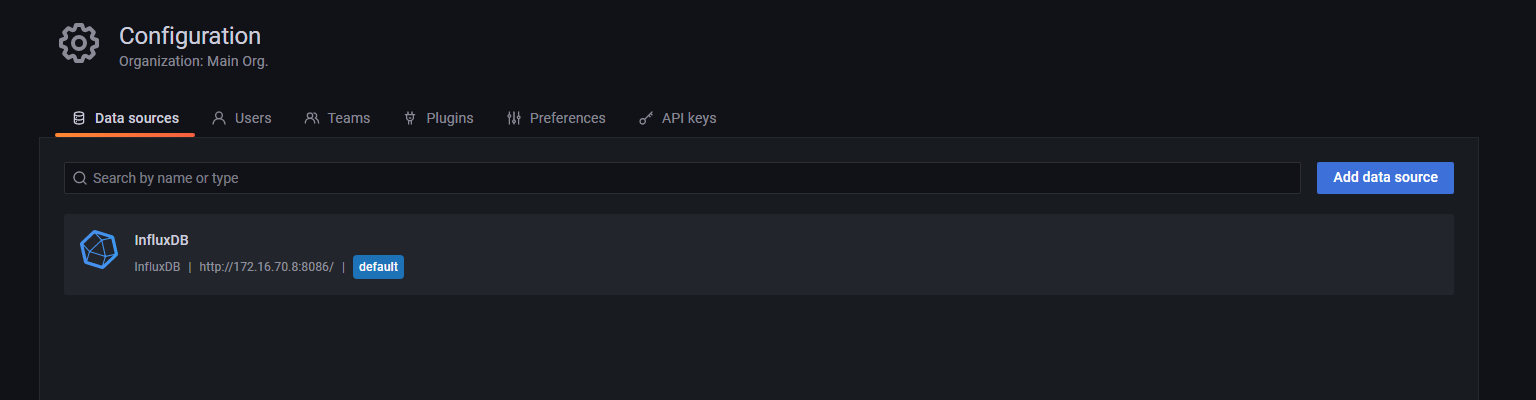 Configuration
Organization: Main Org.
Data sources Users Teams Plugins Preferences API keys
Search by name or type Add data source
InfluxDB
InfluxDB | http://172.16.70.8:8086/ | default